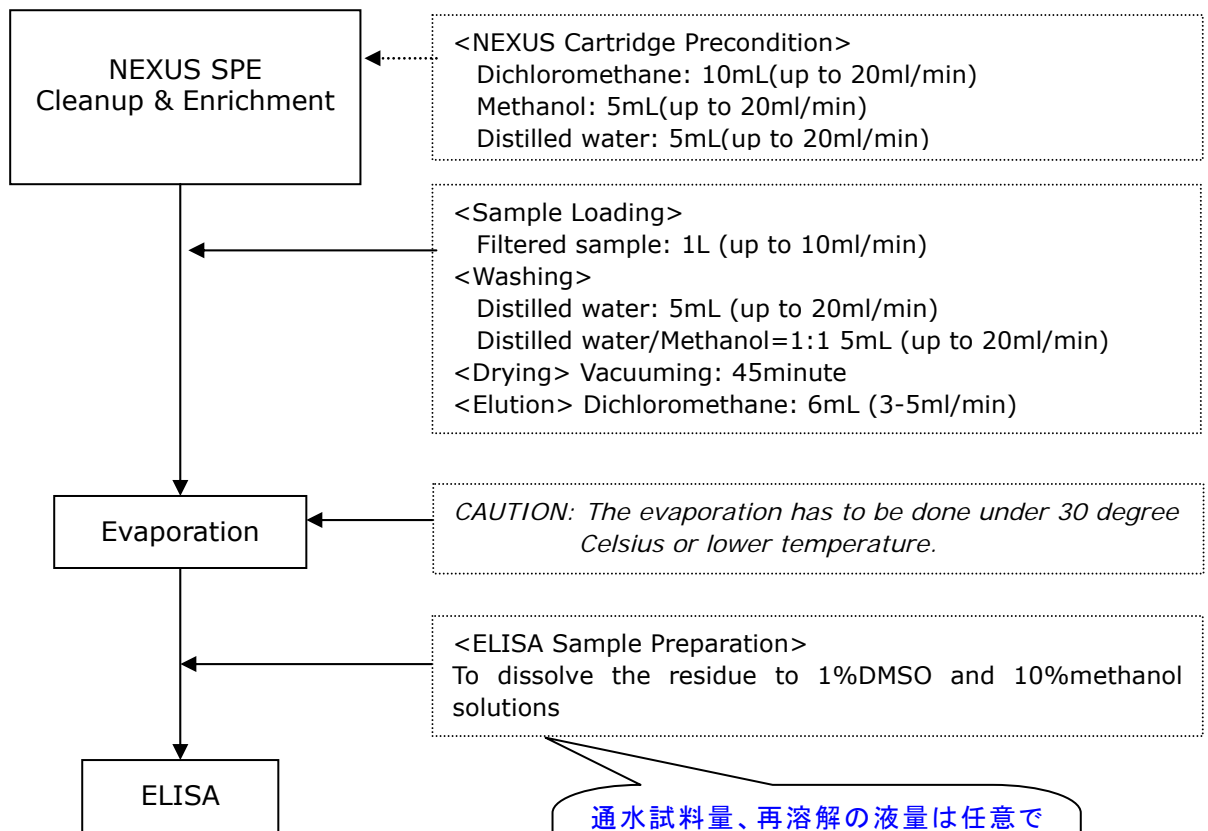 NEXUS SPE
Cleanup & Enrichment
<NEXUS Cartridge Precondition>
Dichloromethane: 10mL(up to 20ml/min)
Methanol: 5mL(up to 20ml/min)
Distilled water: 5mL(up to 20ml/min)
<Sample Loading>
Filtered sample: 1L (up to 10ml/min)
<Washing>
Distilled water: 5mL (up to 20ml/min)
Distilled water/Methanol=1:1 5mL (up to 20ml/min)
<Drying> Vacuuming: 45minute
<Elution> Dichloromethane: 6mL (3-5ml/min)
Evaporation
CAUTION: The evaporation has to be done under 30 degree
Celsius or lower temperature.
<ELISA Sample Preparation>
To dissolve the residue to 1%DMSO and 10%methanol
solutions
ELISA
通水試料量、再溶解の液量は任意で